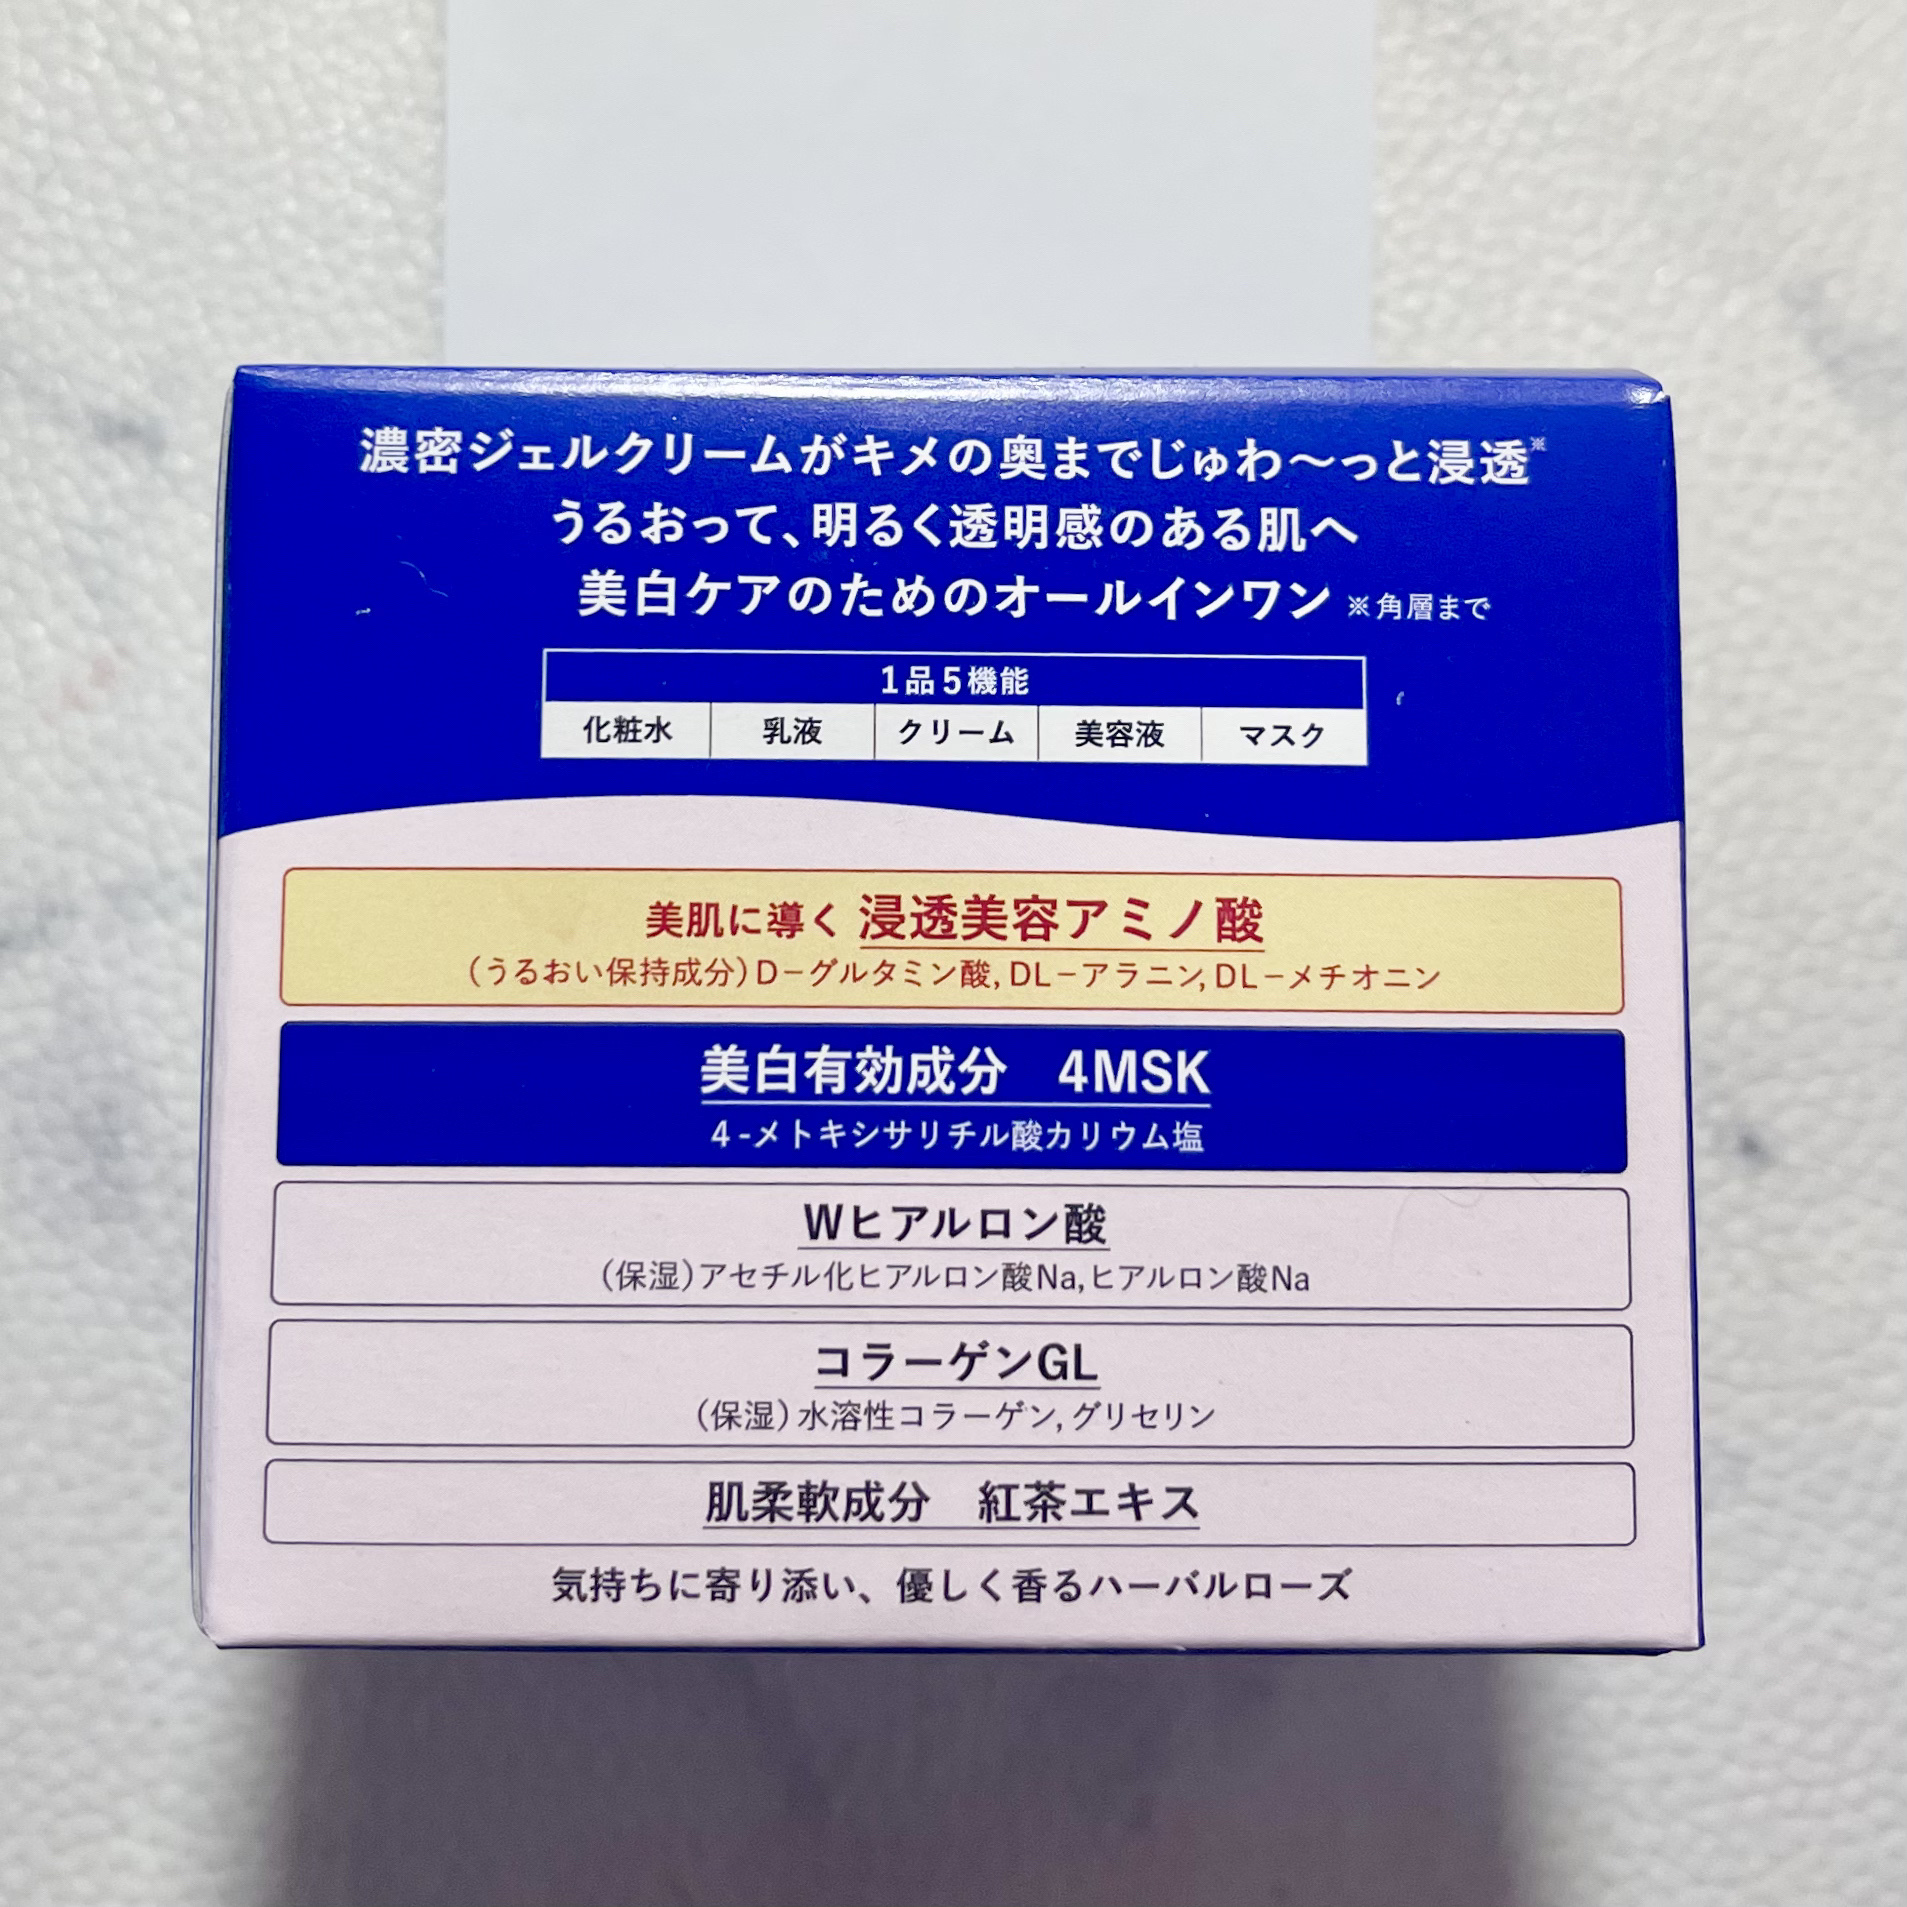 濃密ジェルクリームがキメの奥までじゅわ～っと浸透※
うるおって、明るく透明感のある肌へ
美白ケアのためのオールインワン ※角層まで
1品5機能
化粧水 乳液 クリーム 美容液 マスク
美肌に導く 浸透美容アミノ酸
(うるおい保持成分)D－グルタミン酸,DL－アラニン,DL－メチオニン
美白有効成分　4MSK
4-メトキシサリチル酸カリウム塩
Wヒアルロン酸
(保湿)アセチル化ヒアルロン酸Na,ヒアルロン酸Na
コラーゲンGL
(保湿)水溶性コラーゲン,グリセリン
肌柔軟成分　紅茶エキス
気持ちに寄り添い、優しく香るハーバルローズ